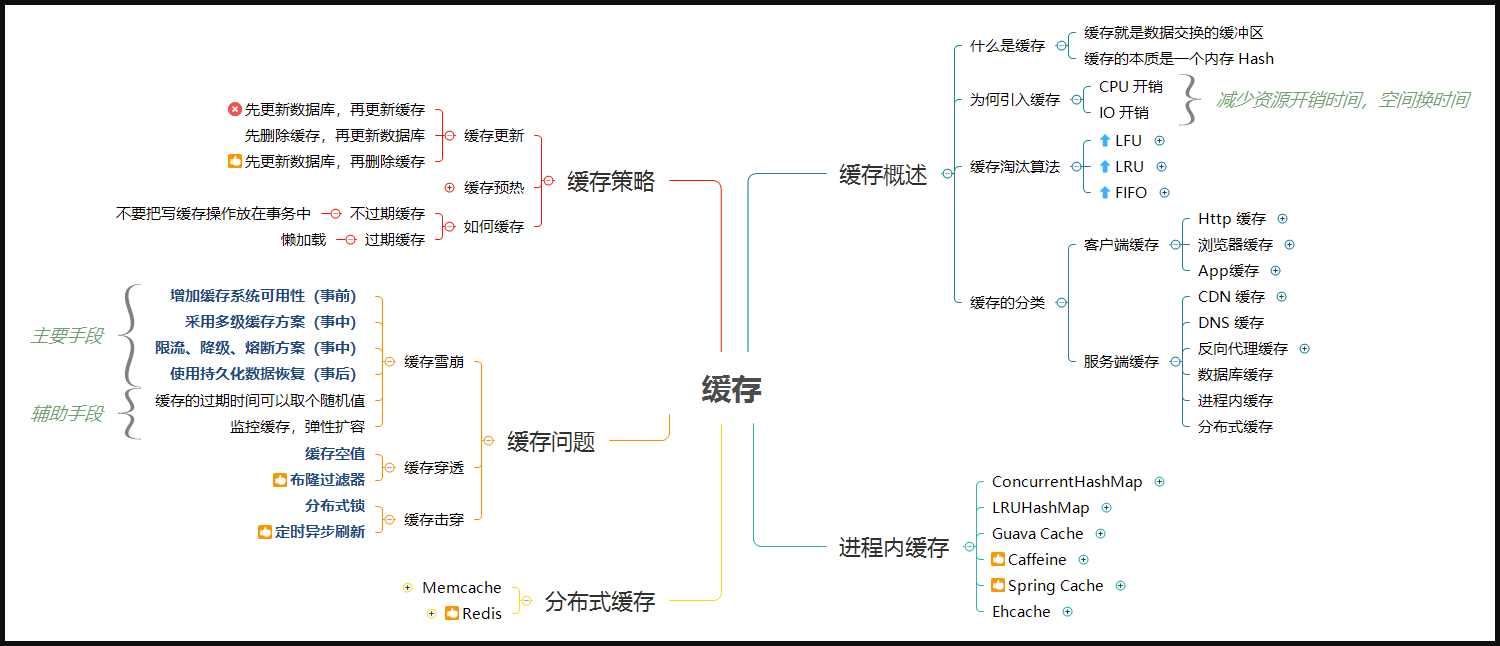 缓存
缓存概述
什么是缓存
缓存就是数据交换的缓冲区
缓存的本质是一个内存 Hash
为何引入缓存
CPU 开销
IO 开销
减少资源开销时间，空间换时间
缓存淘汰算法
LFU
LRU
FIFO
缓存的分类
客户端缓存
Http 缓存
浏览器缓存
App缓存
服务端缓存
CDN 缓存
DNS 缓存
反向代理缓存
数据库缓存
进程内缓存
分布式缓存
进程内缓存
ConcurrentHashMap
LRUHashMap
Guava Cache
Caffeine
Spring Cache
Ehcache
缓存策略
缓存更新
先更新数据库，再更新缓存
先删除缓存，再更新数据库
先更新数据库，再删除缓存
缓存预热
如何缓存
不过期缓存
不要把写缓存操作放在事务中
过期缓存
懒加载
缓存问题
缓存雪崩
主要手段
增加缓存系统可用性（事前）
采用多级缓存方案（事中）
限流、降级、熔断方案（事中）
使用持久化数据恢复（事后）
辅助手段
缓存的过期时间可以取个随机值
监控缓存，弹性扩容
缓存穿透
缓存空值
布隆过滤器
缓存击穿
分布式锁
定时异步刷新
分布式缓存
Memcache
Redis